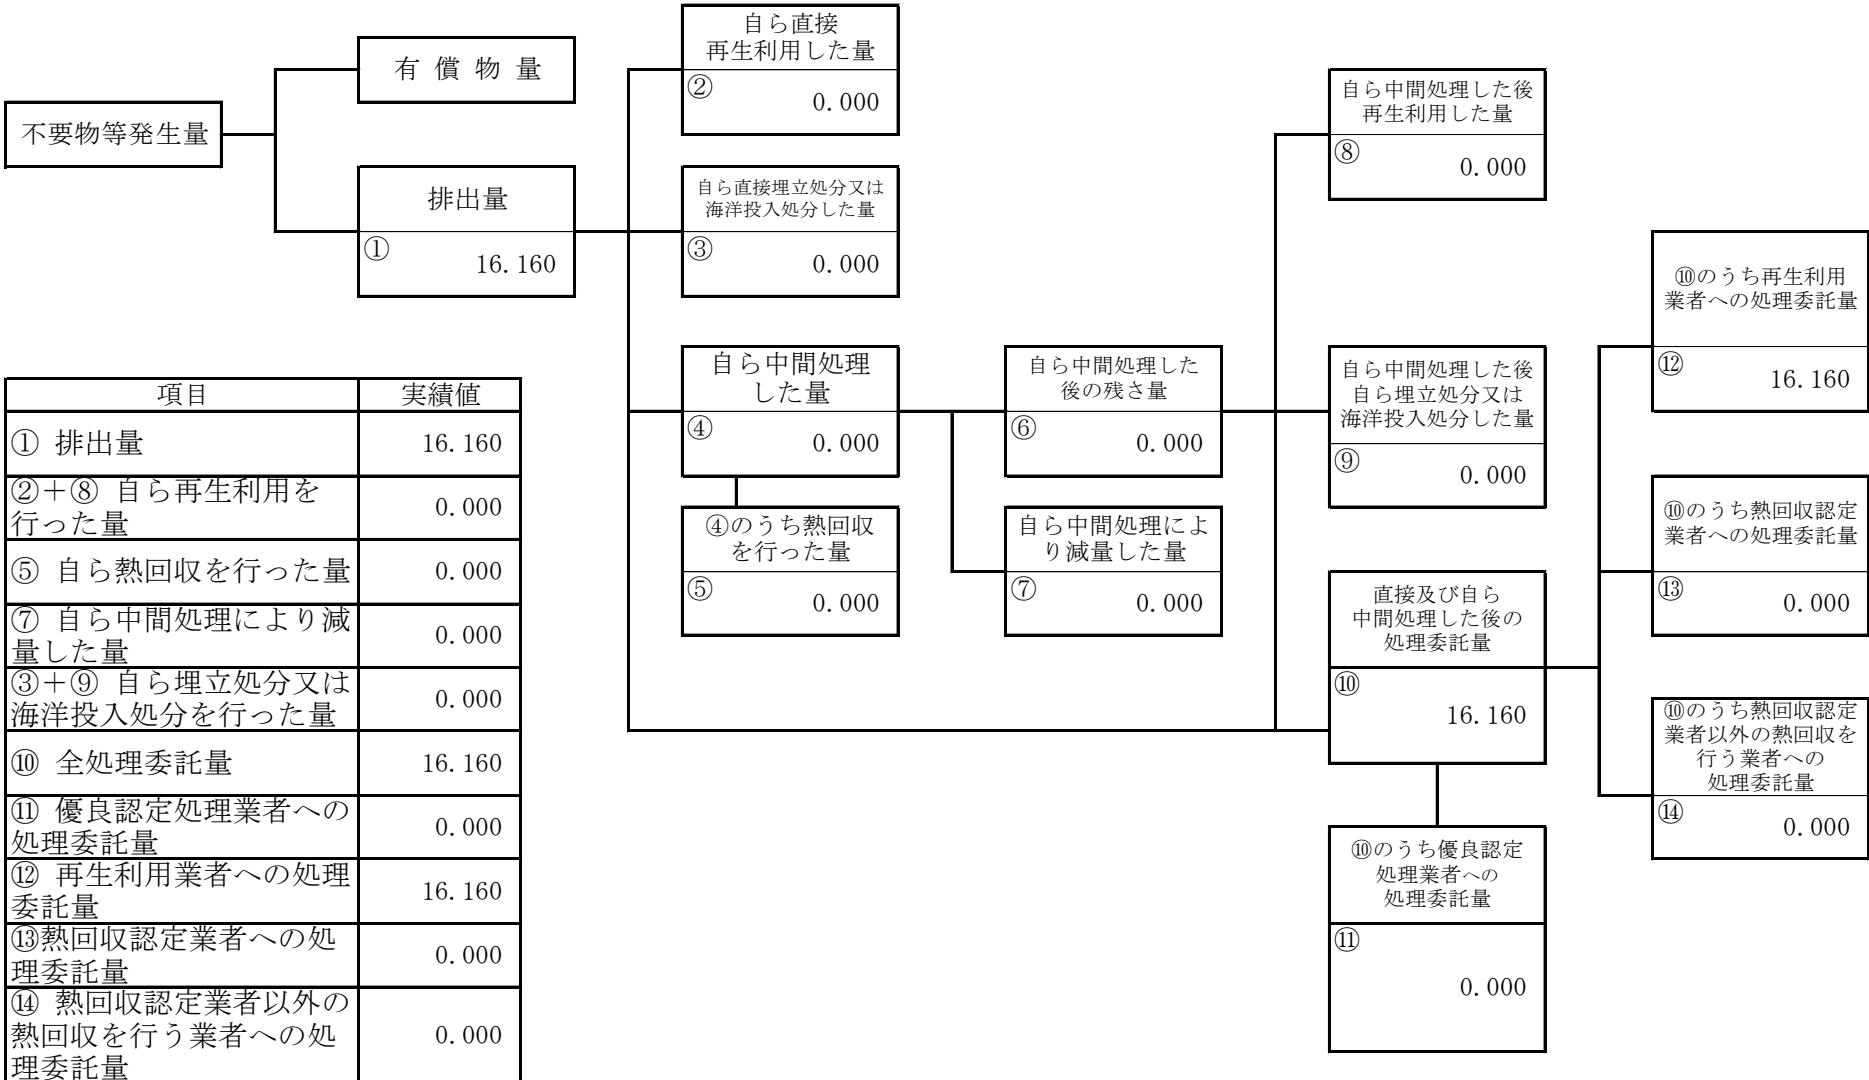 不要物等発生量
有 償 物 量
排出量
①
16.160
自ら直接
再生利用した量
②
0.000
自ら直接埋立処分又は
海洋投入処分した量
③
0.000
自ら中間処理
した量
④
0.000
④のうち熱回収
を行った量
⑤
0.000
自ら中間処理した
後の残さ量
⑥
0.000
自ら中間処理によ
り減量した量
⑦
0.000
自ら中間処理した後
再生利用した量
⑧
0.000
自ら中間処理した後
自ら埋立処分又は
海洋投入処分した量
⑨
0.000
直接及び自ら
中間処理した後の
処理委託量
⑩
16.160
⑩のうち優良認定
処理業者への
処理委託量
⑪
0.000
⑩のうち再生利用
業者への処理委託量
⑫
16.160
⑩のうち熱回収認定
業者への処理委託量
⑬
0.000
⑩のうち熱回収認定
業者以外の熱回収を
行う業者への
処理委託量
⑭
0.000
項目 実績値
① 排出量 16.160
②＋⑧ 自ら再生利用を
行った量 0.000
⑤ 自ら熱回収を行った量 0.000
⑦ 自ら中間処理により減
量した量 0.000
③＋⑨ 自ら埋立処分又は
海洋投入処分を行った量 0.000
⑩ 全処理委託量 16.160
⑪ 優良認定処理業者への
処理委託量 0.000
⑫ 再生利用業者への処理
委託量 16.160
⑬熱回収認定業者への処
理委託量 0.000
⑭ 熱回収認定業者以外の
熱回収を行う業者への処
理委託量 0.000